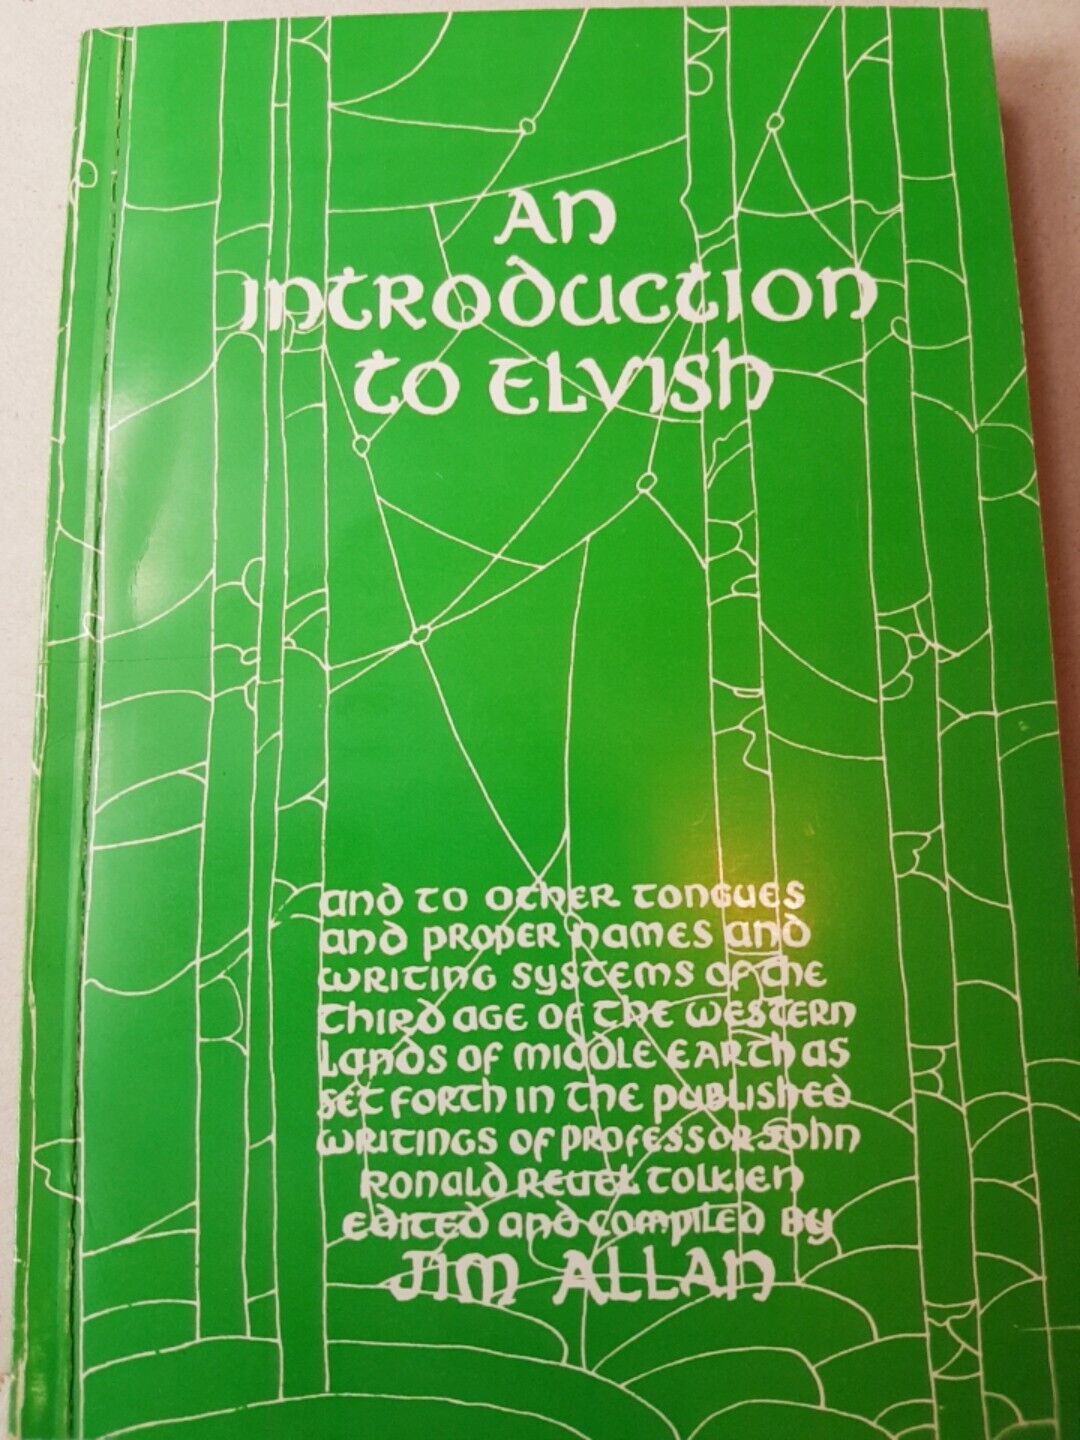 An
Introduction
to Elvish
and to other tongues
and proper names and
writing systems of the
Third Age of the Western
Lands of Middle Earth as
set forth in the published
writings of Professor John
Ronald Reuel Tolkien
Edited and compiled by
Jim Allan